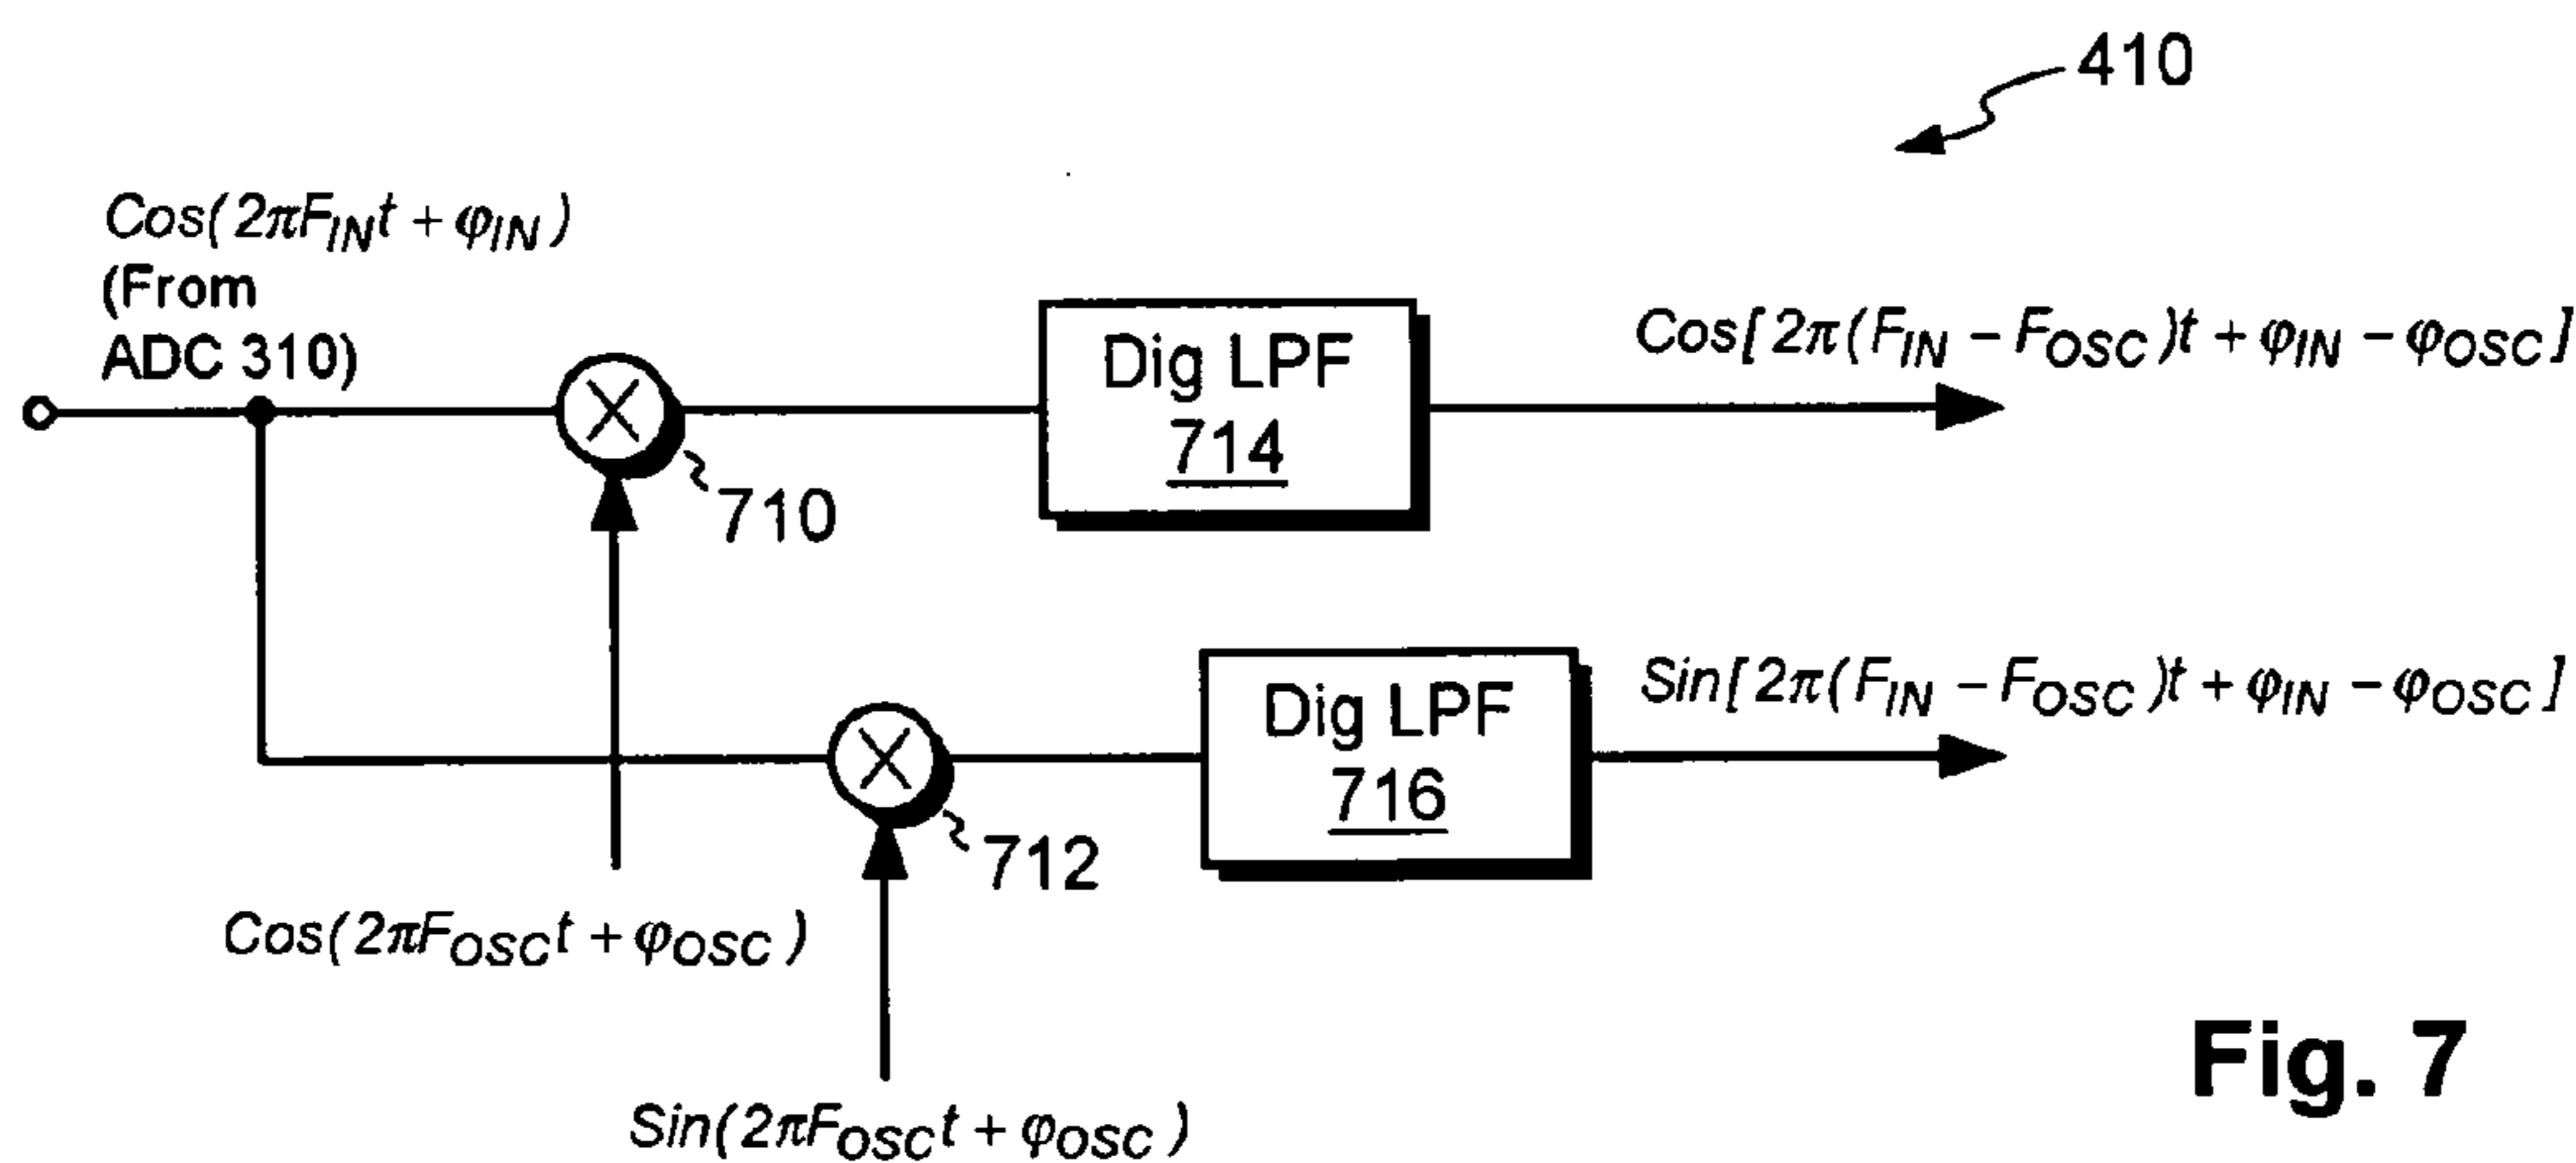 410
Cos(2πF_IN t + φ_IN)
(From
ADC 310)
Dig LPF
714
Cos[2π(F_IN − F_OSC)t + φ_IN − φ_OSC]
710
Dig LPF
716
Sin[2π(F_IN − F_OSC)t + φ_IN − φ_OSC]
712
Cos(2πF_OSC t + φ_OSC)
Sin(2πF_OSC t + φ_OSC)
Fig. 7